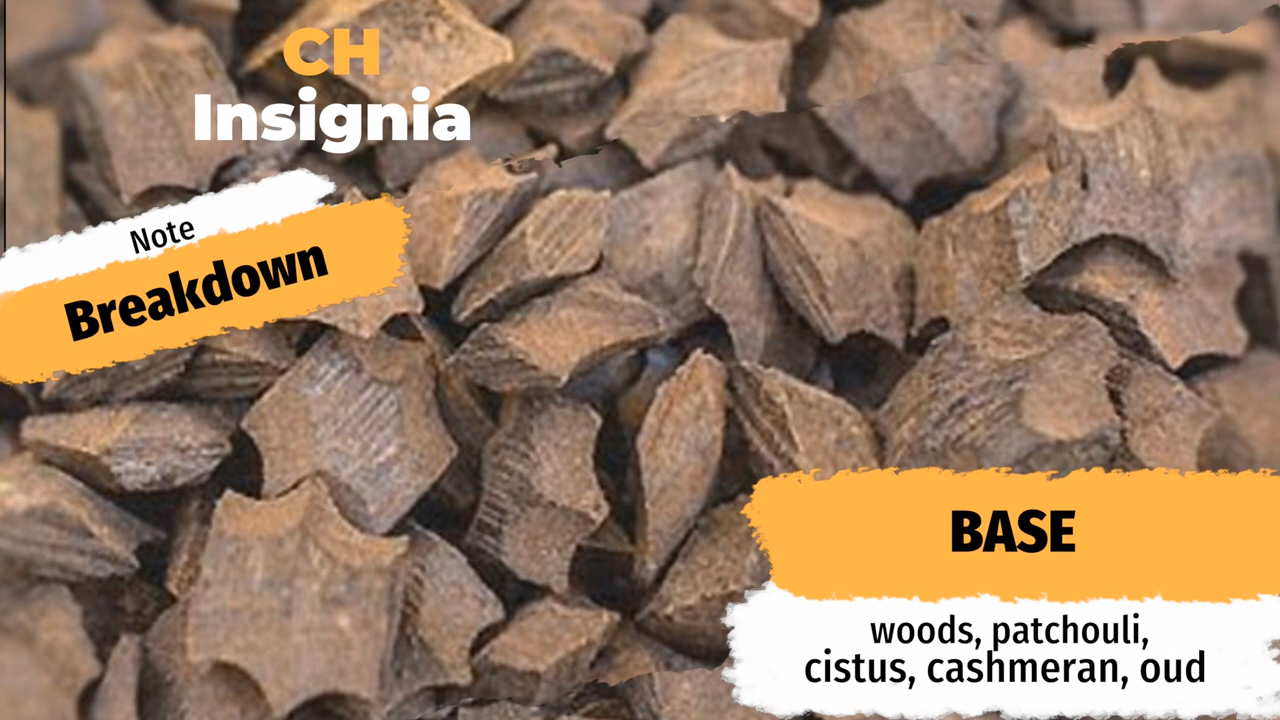 CH
Insignia
Note
Breakdown
BASE
woods, patchouli,
cistus, cashmeran, oud